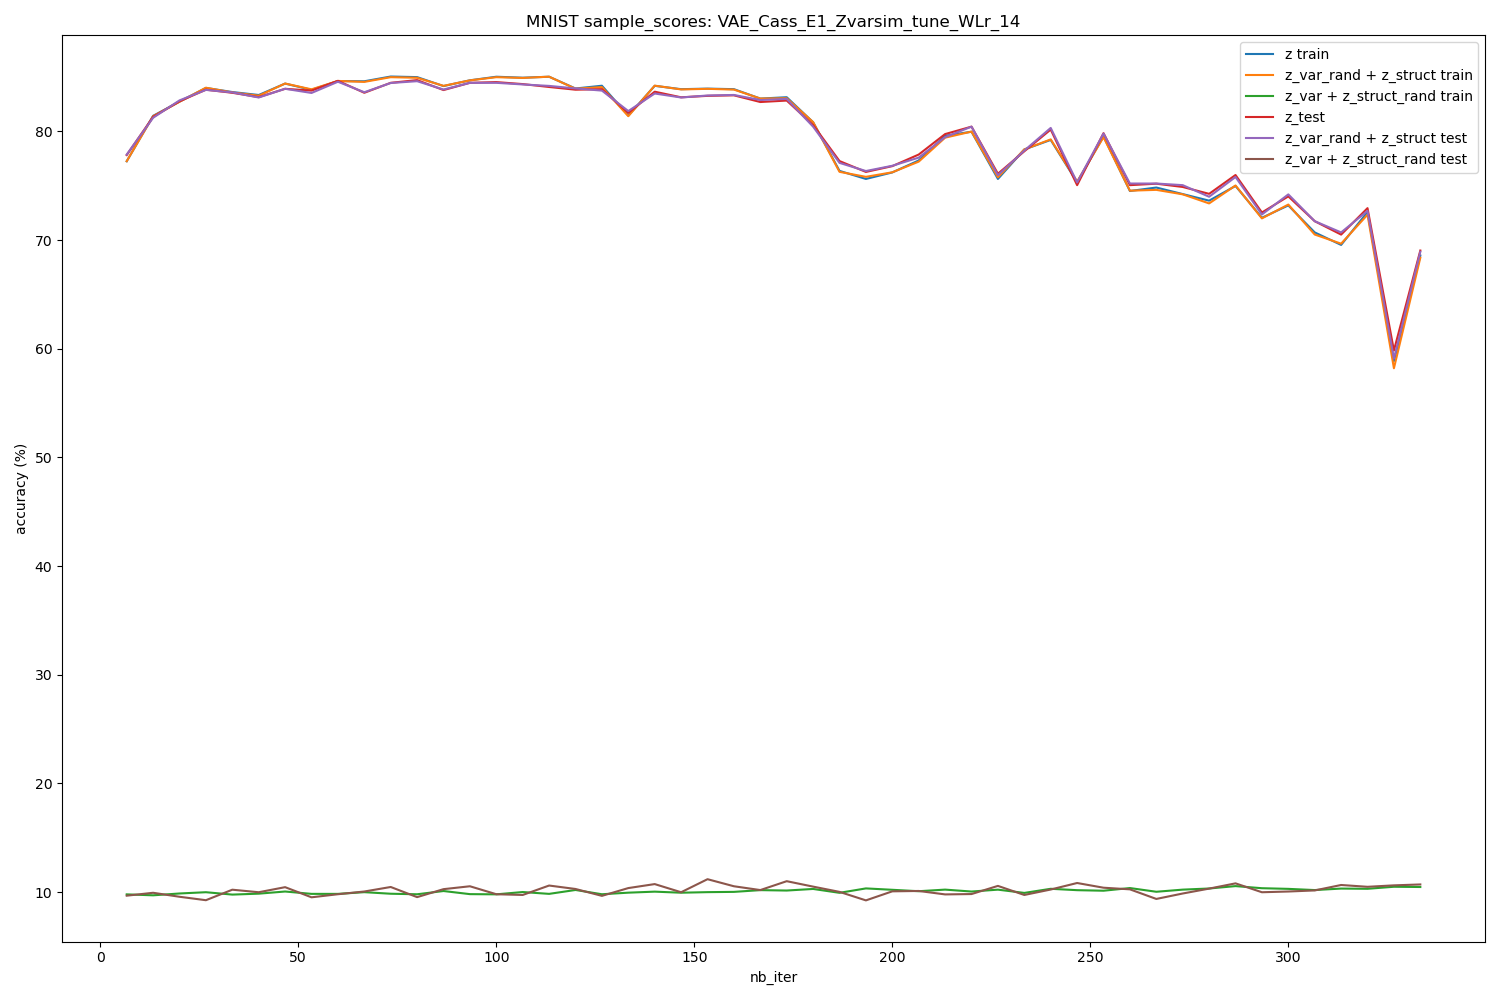 MNIST sample_scores: VAE_Cass_E1_Zvarsim_tune_WLr_14
z train
z_var_rand + z_struct train
z_var + z_struct_rand train
z_test
z_var_rand + z_struct test
z_var + z_struct_rand test
accuracy (%)
80
70
60
50
40
30
20
10
0
50
100
150
200
250
300
nb_iter